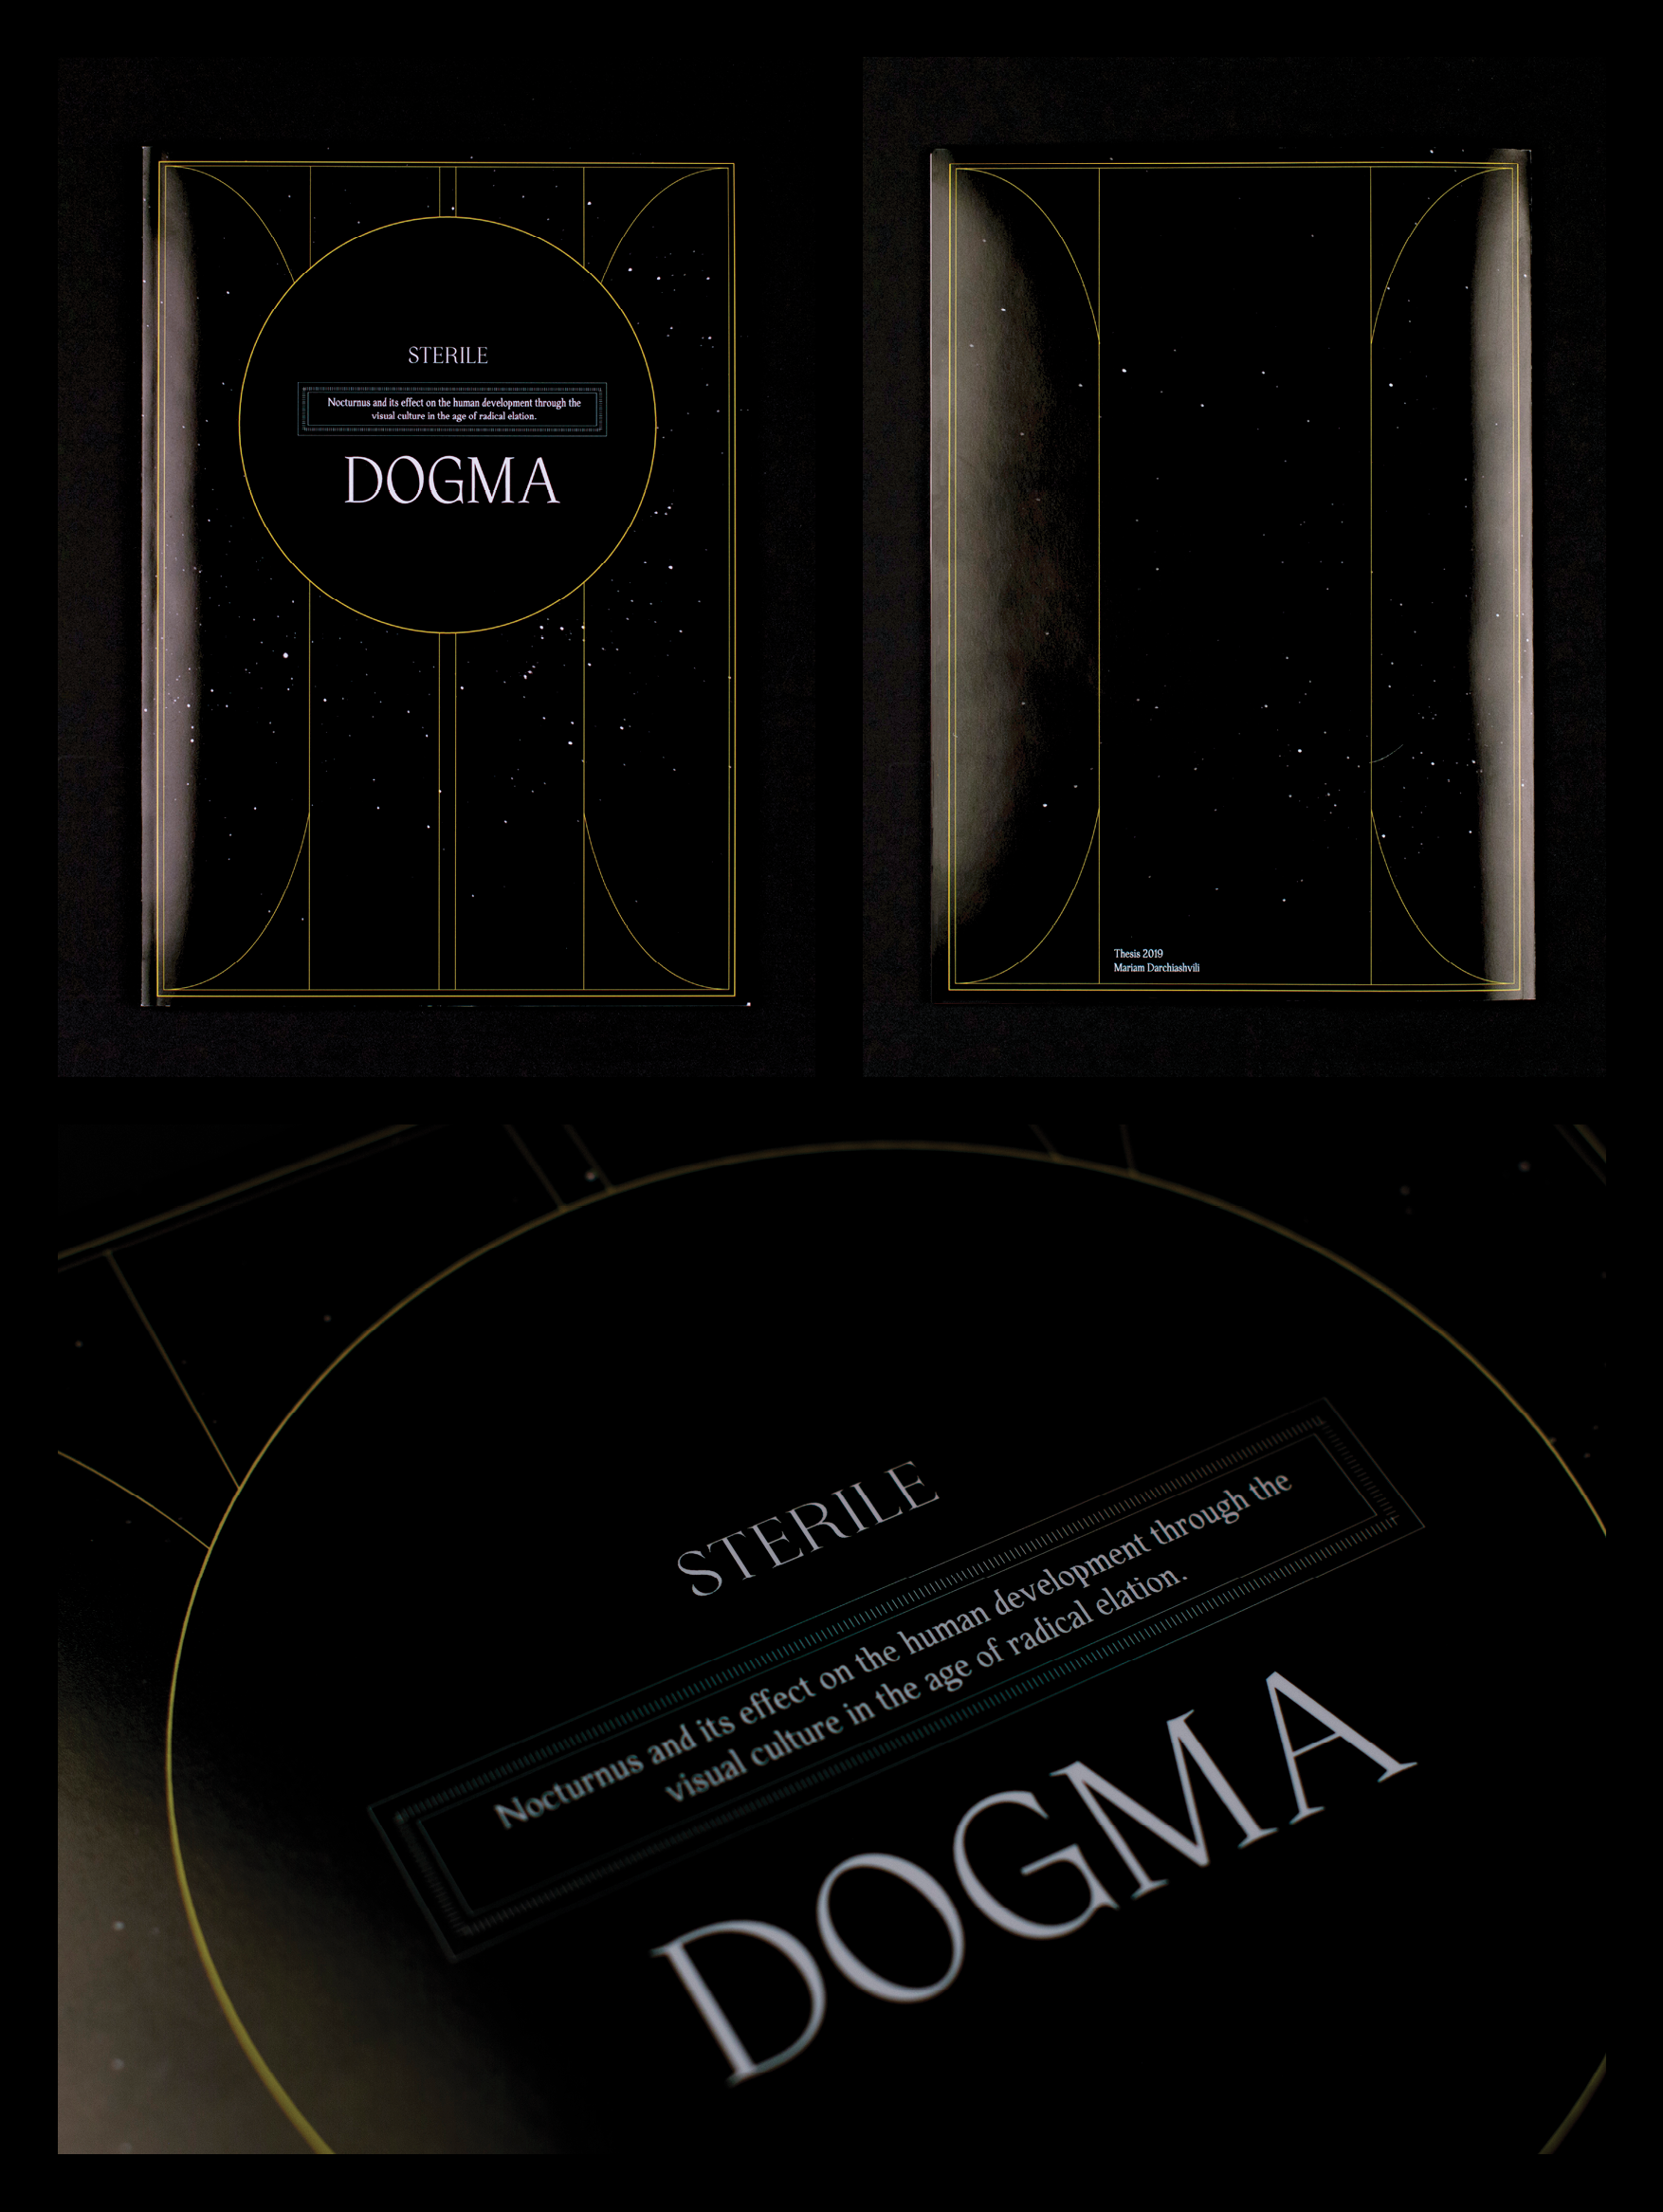 STERILE
Nocturnus and its effect on the human development through the
visual culture in the age of radical elation.
DOGMA
Thesis 2019
Mariam Darchiashvili
STERILE
Nocturnus and its effect on the human development through the
visual culture in the age of radical elation.
DOGMA